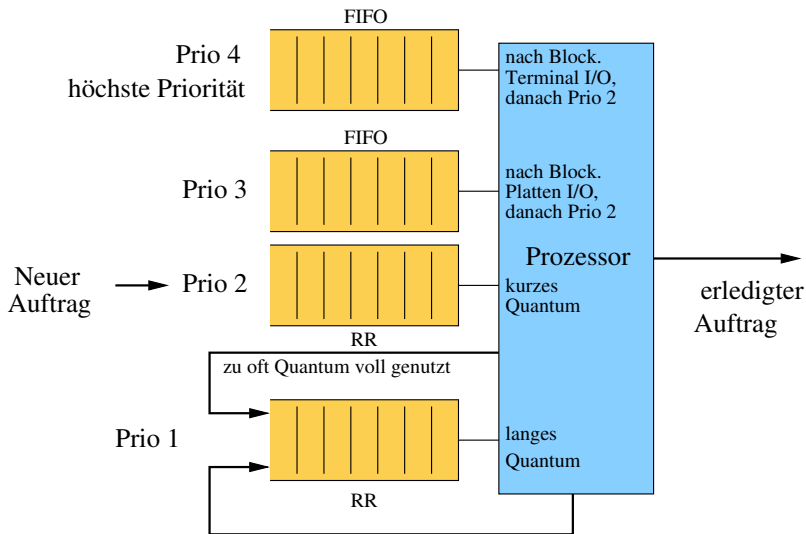 FIFO
Prio 4
höchste Priorität
nach Block.
Terminal I/O,
danach Prio 2
FIFO
Prio 3
nach Block.
Platten I/O,
danach Prio 2
Prozessor
Neuer
Auftrag
Prio 2
kurzes
Quantum
erledigter
Auftrag
RR
zu oft Quantum voll genutzt
Prio 1
langes
Quantum
RR